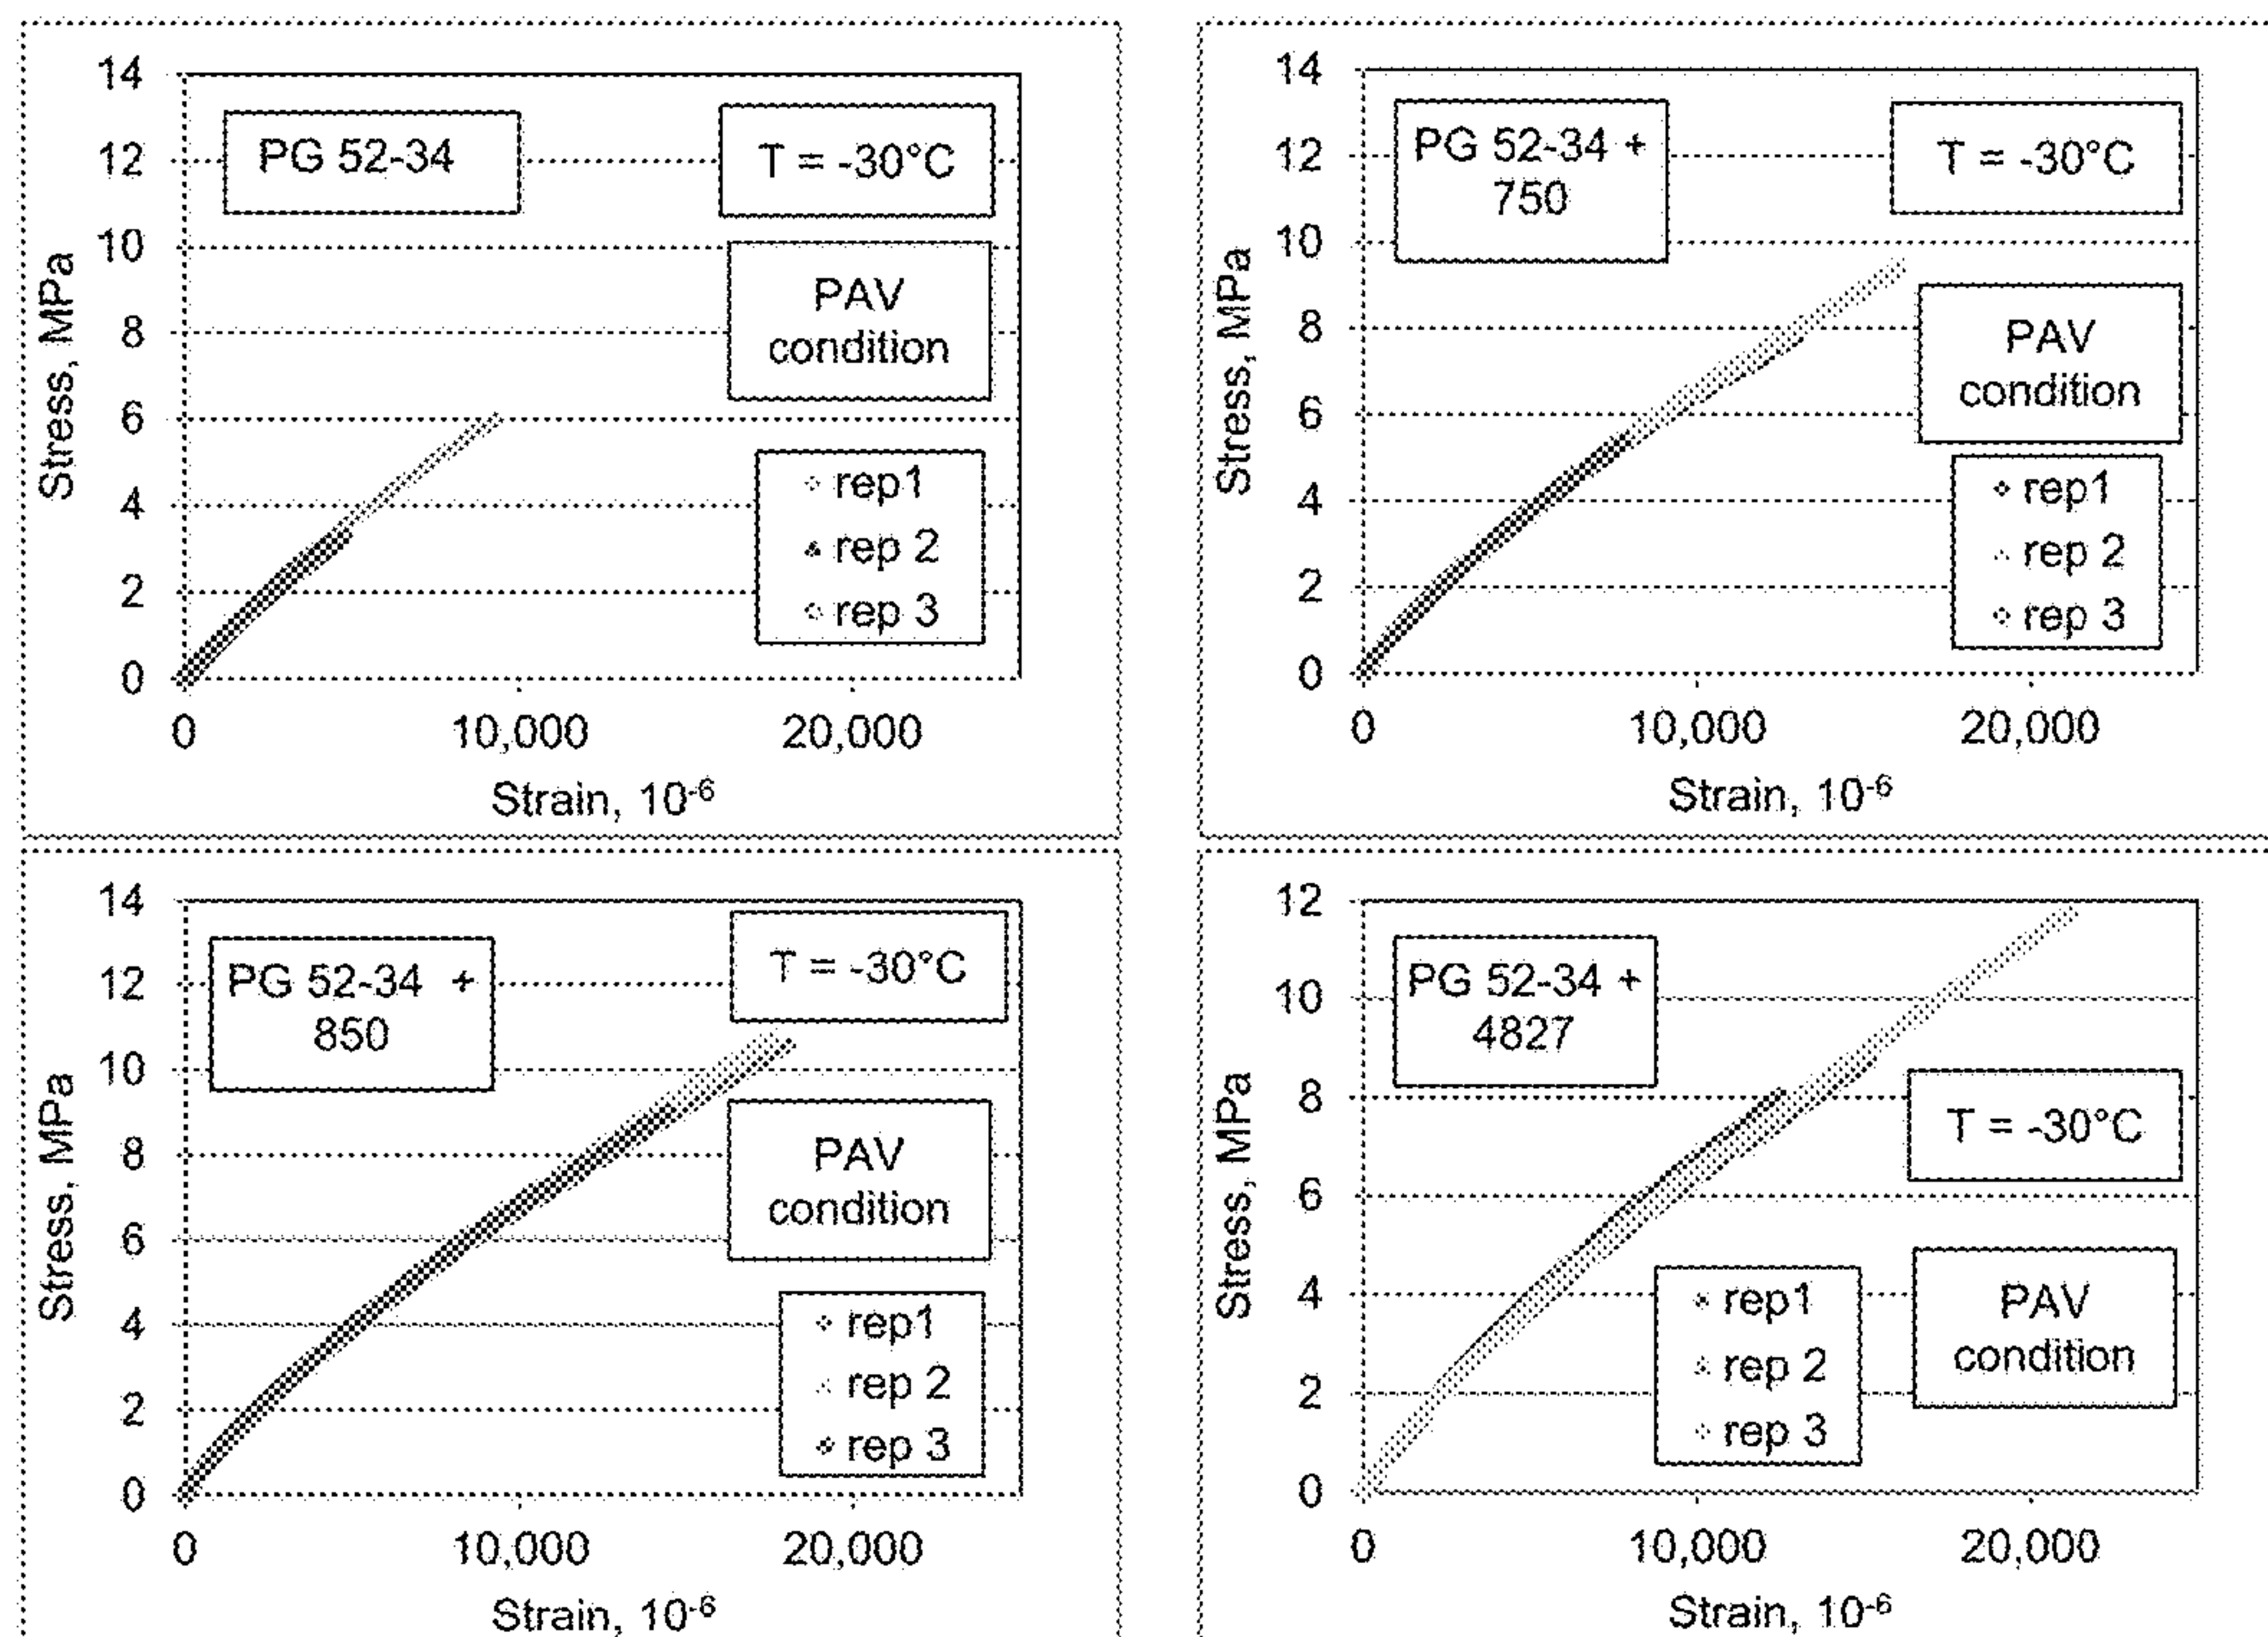 14
12
10
8
6
4
2
0
Stress, MPa
PG 52-34
T = -30°C
PAV
condition
rep1
rep 2
rep 3
0
10,000
20,000
Strain, 10⁻⁶
14
12
10
8
6
4
2
0
Stress, MPa
PG 52-34 +
750
T = -30°C
PAV
condition
rep1
rep 2
rep 3
0
10,000
20,000
Strain, 10⁻⁶
14
12
10
8
6
4
2
0
Stress, MPa
PG 52-34 +
850
T = -30°C
PAV
condition
rep1
rep 2
rep 3
0
10,000
20,000
Strain, 10⁻⁶
12
10
8
6
4
2
0
Stress, MPa
PG 52-34 +
4827
T = -30°C
PAV
condition
rep1
rep 2
rep 3
0
10,000
20,000
Strain, 10⁻⁶